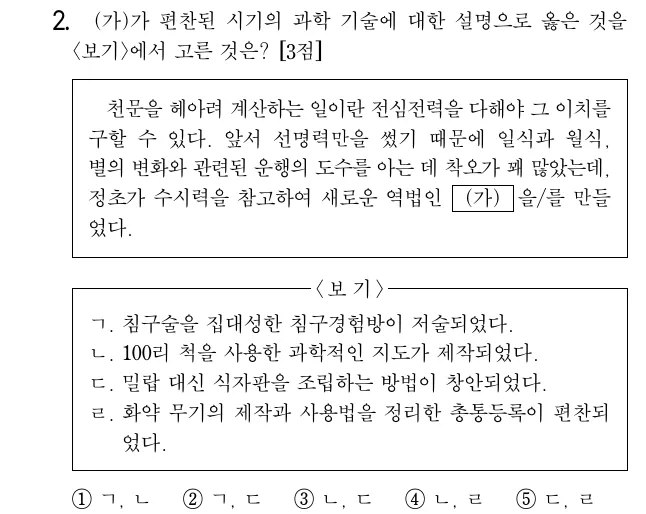 2. (가)가 편찬된 시기의 과학 기술에 대한 설명으로 옳은 것을
〈보기〉에서 고른 것은? [3점]
천문을 헤아려 계산하는 일이란 전심전력을 다해야 그 이치를
구할 수 있다. 앞서 선명력만을 썼기 때문에 일식과 월식,
별의 변화와 관련된 운행의 도수를 아는 데 착오가 꽤 많았는데,
정초가 수시력을 참고하여 새로운 역법인 (가) 을/를 만들
었다.
〈보 기〉
ㄱ. 침구술을 집대성한 침구경험방이 저술되었다.
ㄴ. 100리 척을 사용한 과학적인 지도가 제작되었다.
ㄷ. 밀랍 대신 식자판을 조립하는 방법이 창안되었다.
ㄹ. 화약 무기의 제작과 사용법을 정리한 총통등록이 편찬되
었다.
① ㄱ, ㄴ ② ㄱ, ㄷ ③ ㄴ, ㄷ ④ ㄴ, ㄹ ⑤ ㄷ, ㄹ